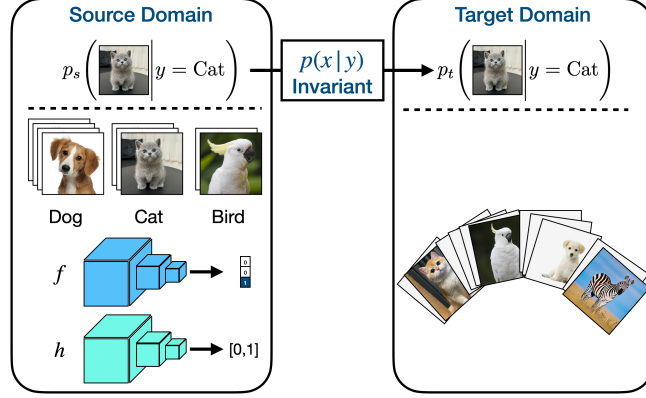 Source Domain
Target Domain
p_s ( | y = Cat )
p(x|y)
Invariant
p_t ( | y = Cat )
Dog
Cat
Bird
f
0
0
1
h
[0,1]